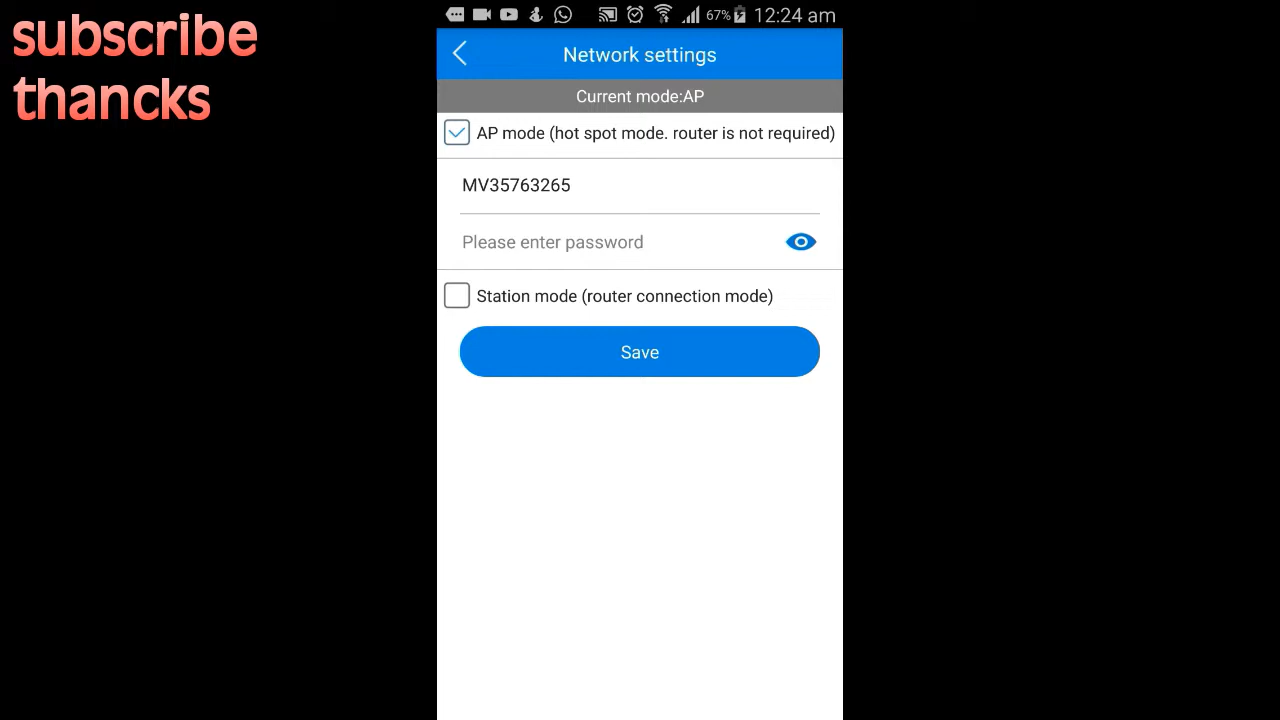 subscribe
thancks
67% 12:24 am
Network settings
Current mode:AP
AP mode (hot spot mode. router is not required)
MV35763265
Please enter password
Station mode (router connection mode)
Save